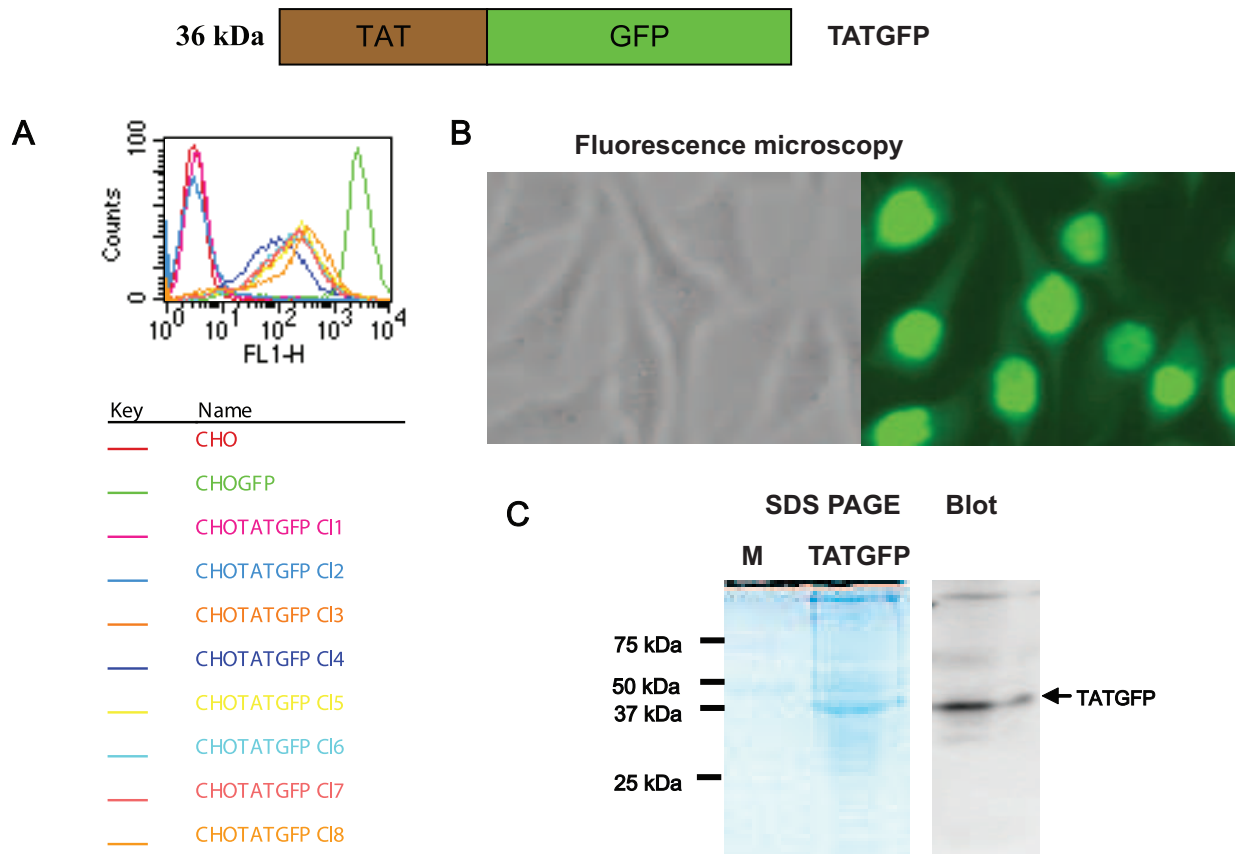 36 kDa TAT GFP TATGFP
A
100
Counts
0
10^0 10^1 10^2 10^3 10^4
FL1-H
Key Name
CHO
CHOGFP
CHOTATGFP Cl1
CHOTATGFP Cl2
CHOTATGFP Cl3
CHOTATGFP Cl4
CHOTATGFP Cl5
CHOTATGFP Cl6
CHOTATGFP Cl7
CHOTATGFP Cl8
B
Fluorescence microscopy
C
SDS PAGE Blot
M TATGFP
75 kDa
50 kDa
37 kDa
25 kDa
TATGFP